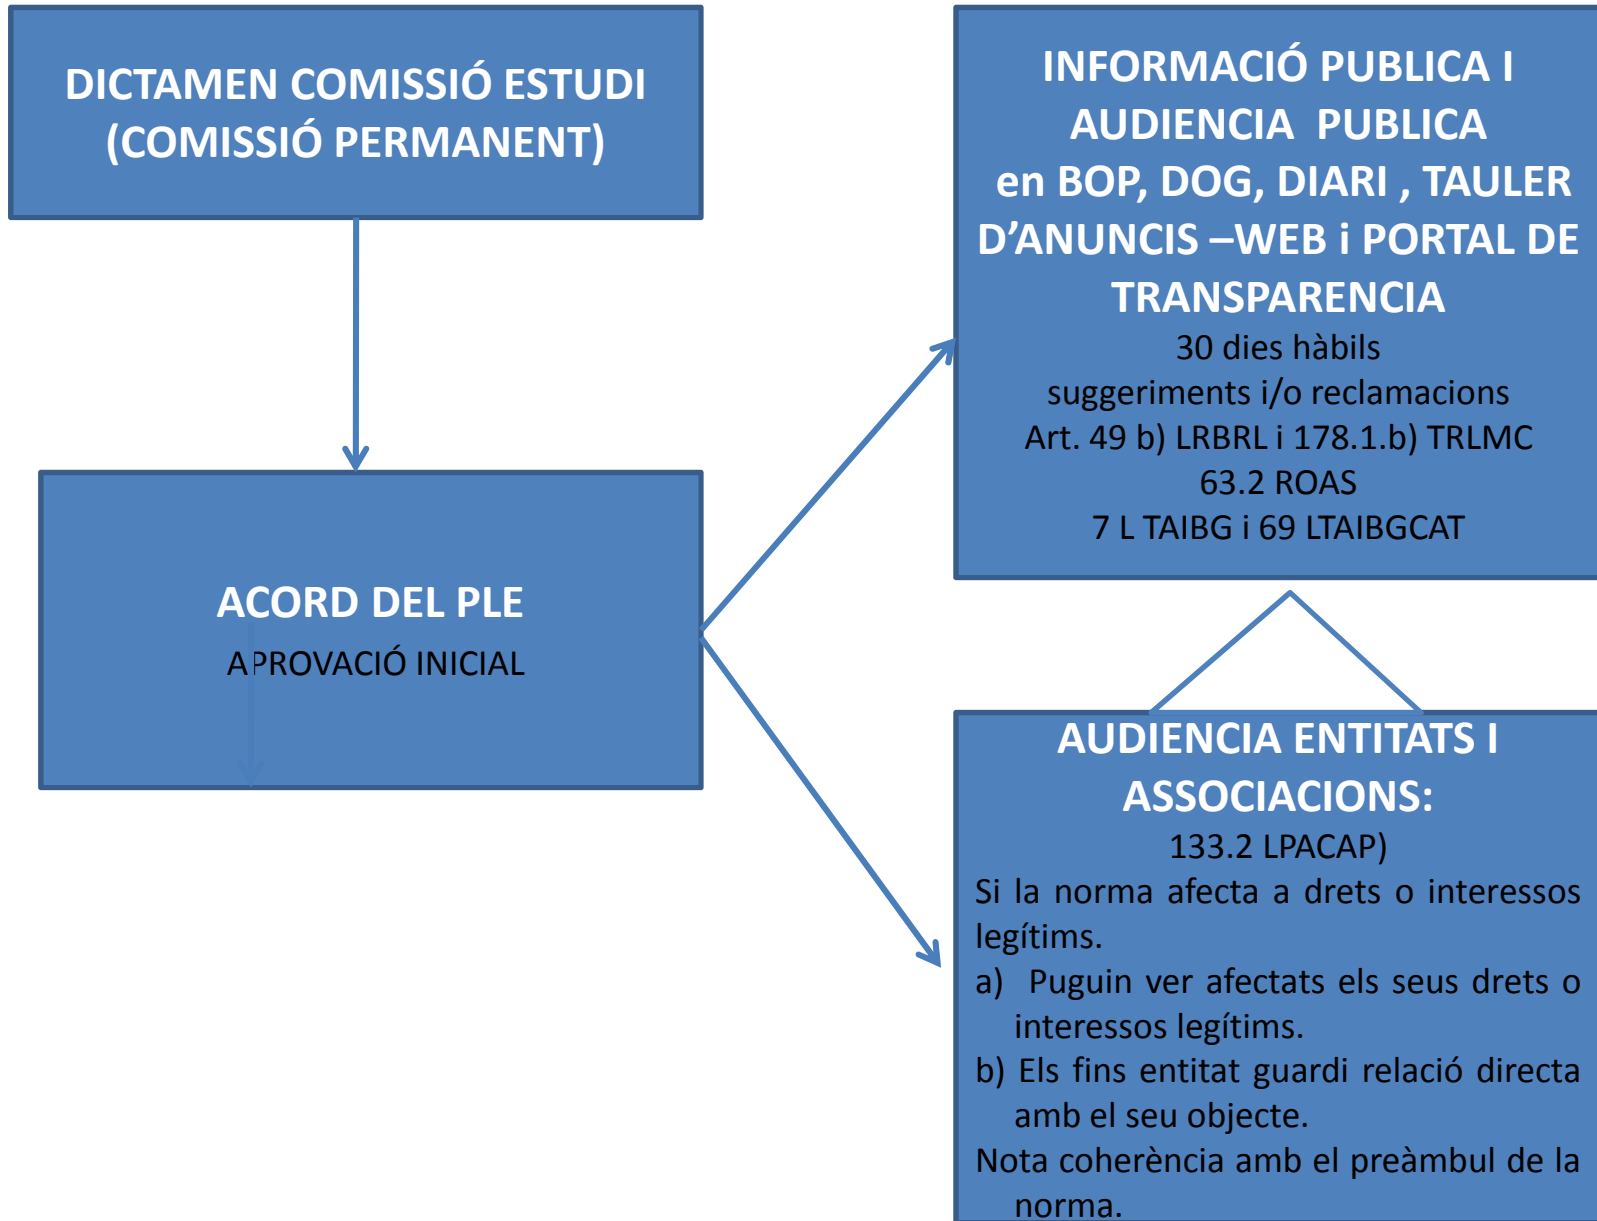 DICTAMEN COMISSIÓ ESTUDI
(COMISSIÓ PERMANENT)
ACORD DEL PLE
APROVACIÓ INICIAL
INFORMACIÓ PUBLICA I
AUDIENCIA PUBLICA
en BOP, DOG, DIARI , TAULER
D’ANUNCIS –WEB i PORTAL DE
TRANSPARENCIA
30 dies hàbils
suggeriments i/o reclamacions
Art. 49 b) LRBRL i 178.1.b) TRLMC
63.2 ROAS
7 L TAIBG i 69 LTAIBGCAT
AUDIENCIA ENTITATS I
ASSOCIACIONS:
133.2 LPACAP)
Si la norma afecta a drets o interessos
legítims.
a) Puguin ver afectats els seus drets o
interessos legítims.
b) Els fins entitat guardi relació directa
amb el seu objecte.
Nota coherència amb el preàmbul de la
norma.